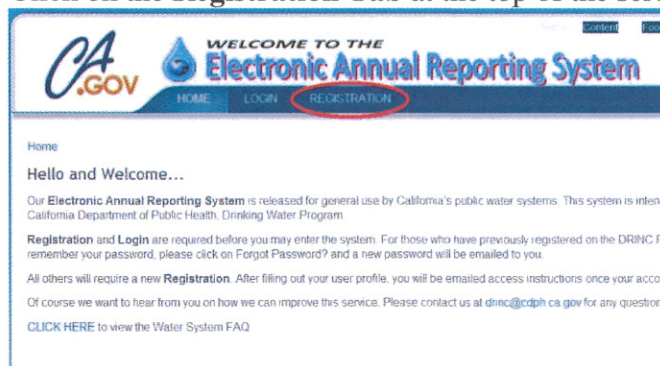 Click on the Registration Tab at the top of the scre
Content Foo
CA.GOV
WELCOME TO THE
Electronic Annual Reporting System
HOME LOGIN REGISTRATION
Home
Hello and Welcome...
Our Electronic Annual Reporting System is released for general use by California's public water systems. This system is inten
California Department of Public Health, Drinking Water Program.
Registration and Login are required before you may enter the system. For those who have previously registered on the DRINC P
remember your password, please click on Forgot Password? and a new password will be emailed to you.
All others will require a new Registration. After filling out your user profile, you will be emailed access instructions once your acco
Of course we want to hear from you on how we can improve this service. Please contact us at drinc@cdph.ca.gov for any question
CLICK HERE to view the Water System FAQ